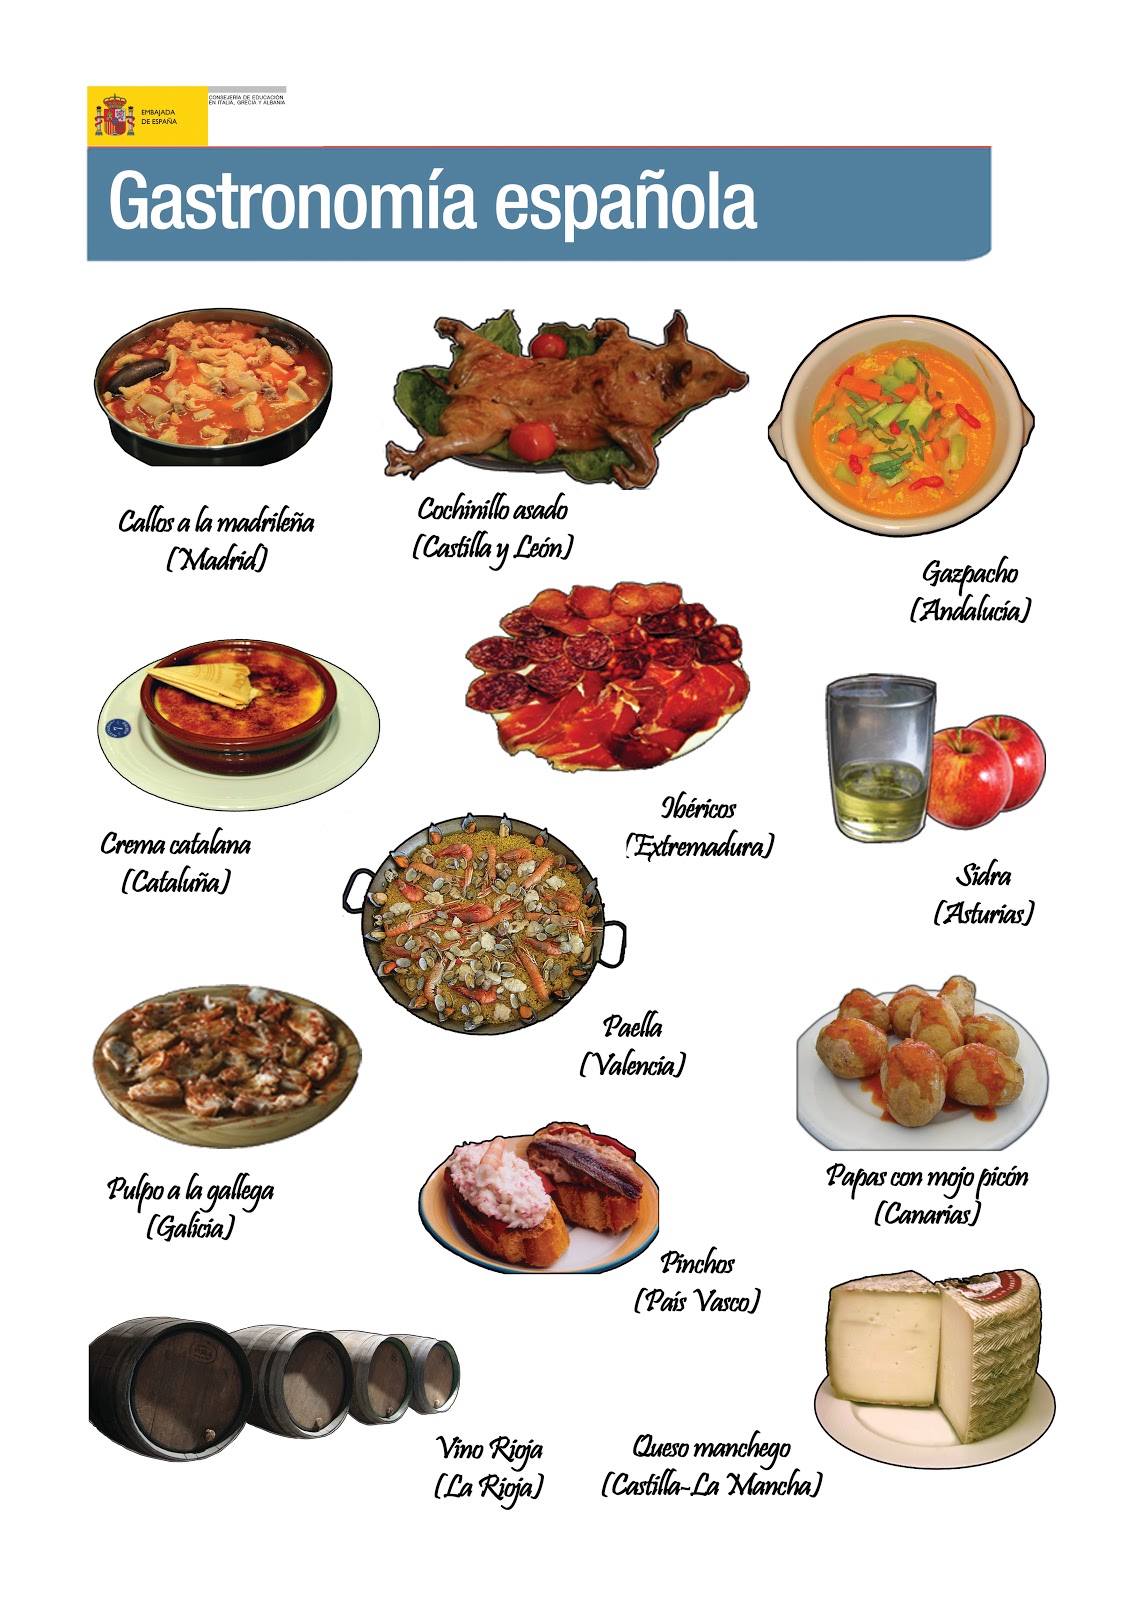 EMBAJADA
DE ESPAÑA
CONSEJERÍA DE EDUCACIÓN
EN ITALIA, GRECIA Y ALBANIA
Gastronomía española
Callos a la madrileña
(Madrid)
Cochinillo asado
(Castilla y León)
Gazpacho
(Andalucía)
Crema catalana
(Cataluña)
Ibéricos
(Extremadura)
Sidra
(Asturias)
Paella
(Valencia)
Pulpo a la gallega
(Galicia)
Papas con mojo picón
(Canarias)
Pinchos
(País Vasco)
Vino Rioja
(La Rioja)
Queso manchego
(Castilla-La Mancha)